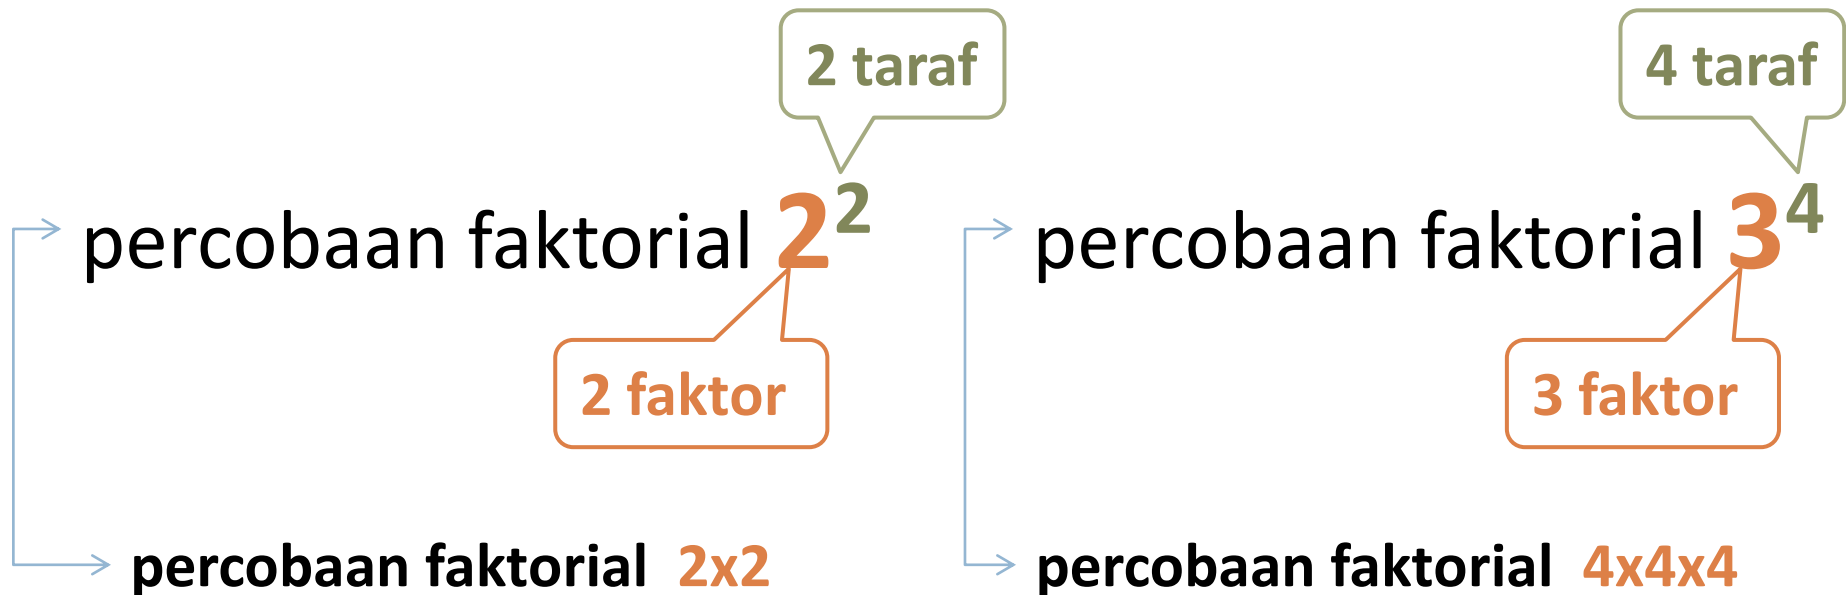 2 taraf
percobaan faktorial 2²
2 faktor
percobaan faktorial 2x2
4 taraf
percobaan faktorial 3⁴
3 faktor
percobaan faktorial 4x4x4